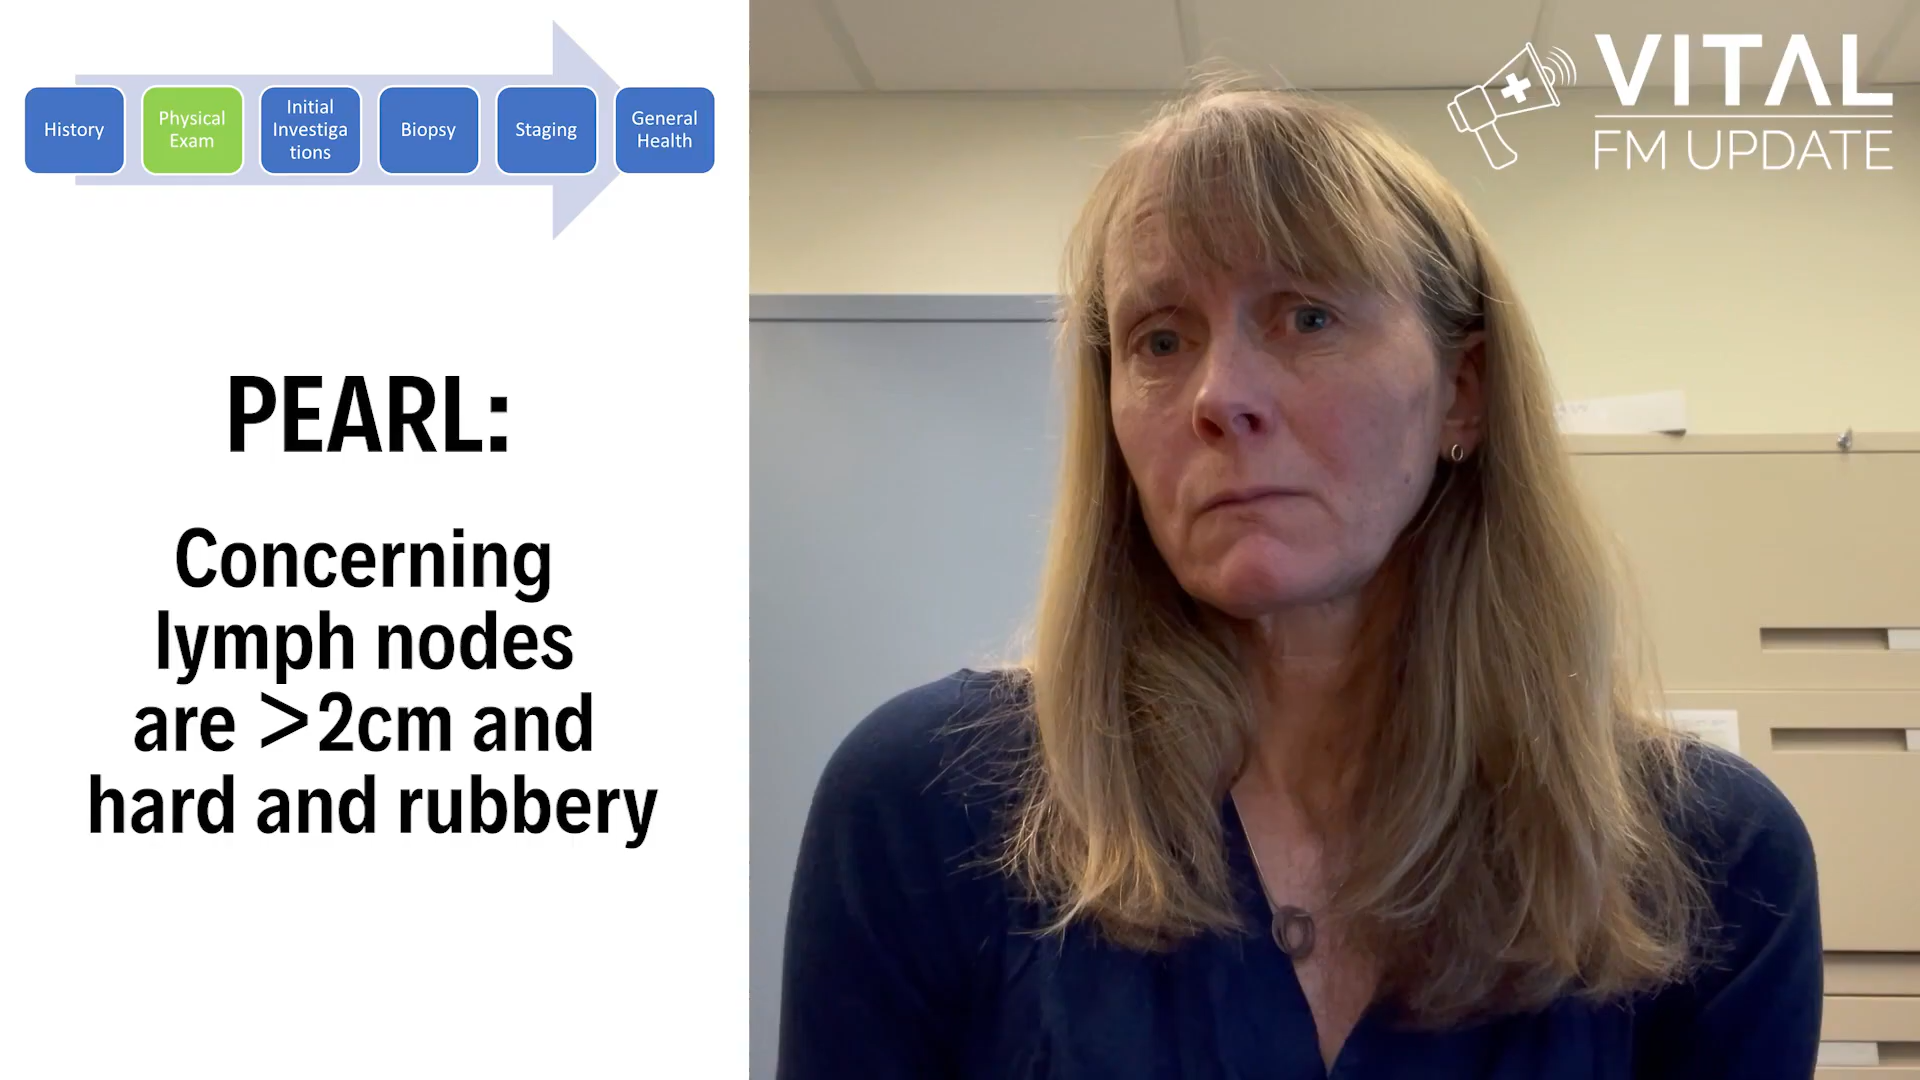 History
Physical
Exam
Initial
Investiga
tions
Biopsy
Staging
General
Health
VITAL
FM UPDATE
PEARL:
Concerning
lymph nodes
are >2cm and
hard and rubbery